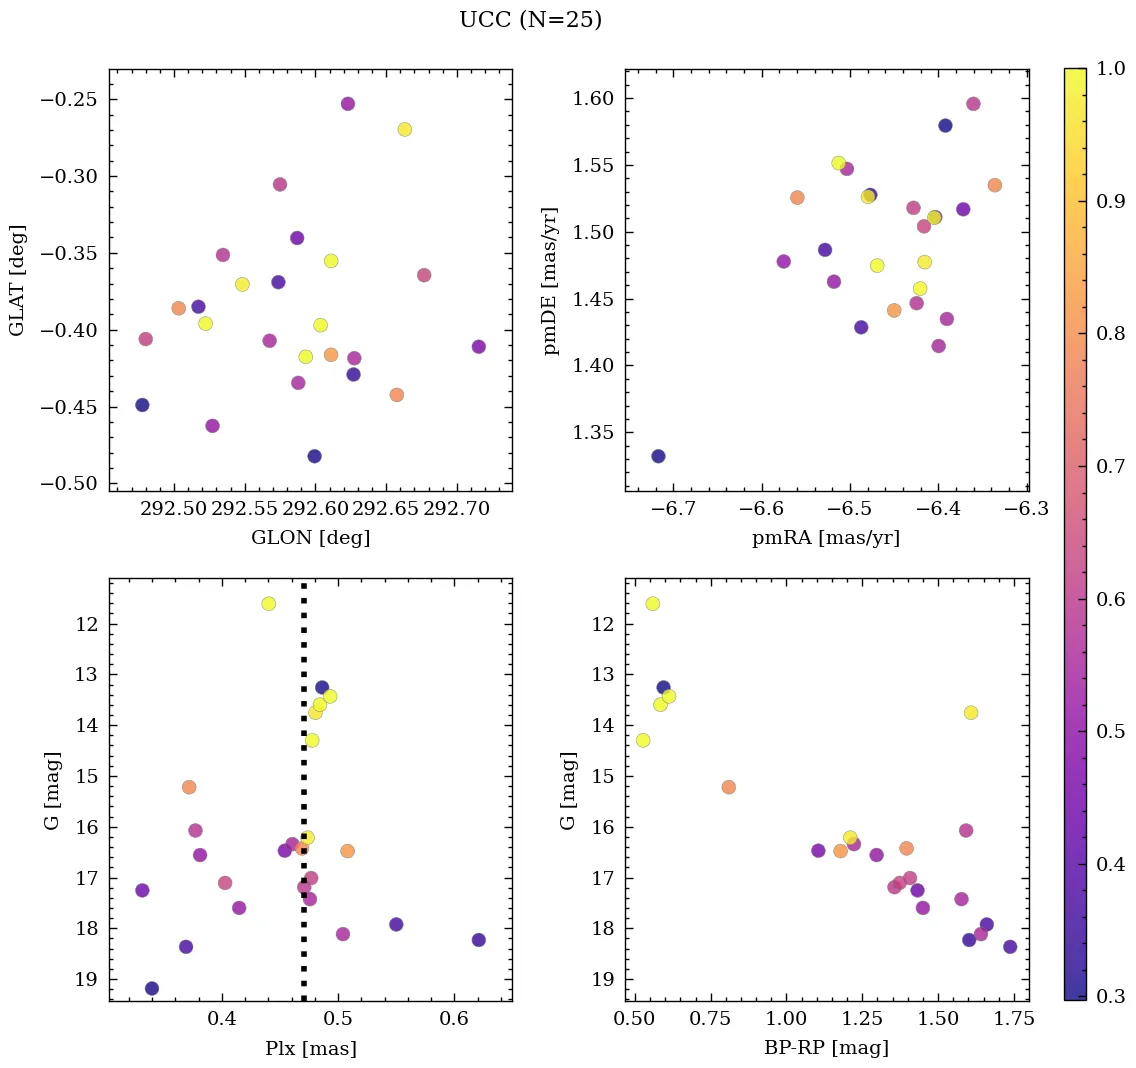 UCC (N=25)
−0.25
−0.30
−0.35
−0.40
−0.45
−0.50
GLAT [deg]
292.50 292.55 292.60 292.65 292.70
GLON [deg]
1.60
1.55
1.50
1.45
1.40
1.35
pmDE [mas/yr]
−6.7 −6.6 −6.5 −6.4 −6.3
pmRA [mas/yr]
12
13
14
15
16
17
18
19
G [mag]
0.4 0.5 0.6
Plx [mas]
12
13
14
15
16
17
18
19
G [mag]
0.50 0.75 1.00 1.25 1.50 1.75
BP-RP [mag]
1.0
0.9
0.8
0.7
0.6
0.5
0.4
0.3